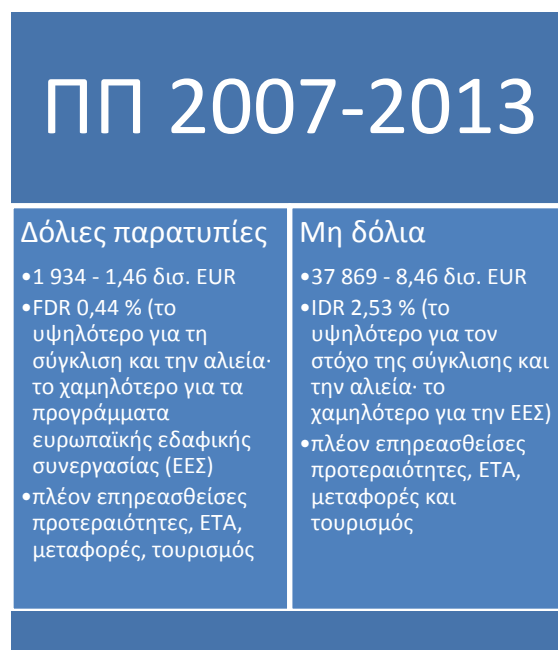 ΠΠ 2007-2013
Δόλιες παρατυπίες
•1 934 - 1,46 δισ. EUR
•FDR 0,44 % (το
υψηλότερο για τη
σύγκλιση και την αλιεία·
το χαμηλότερο για τα
προγράμματα
ευρωπαϊκής εδαφικής
συνεργασίας (ΕΕΣ)
•πλέον επηρεασθείσες
προτεραιότητες, ΕΤΑ,
μεταφορές, τουρισμός
Μη δόλια
•37 869 - 8,46 δισ. EUR
•IDR 2,53 % (το
υψηλότερο για τον
στόχο της σύγκλισης και
την αλιεία· το
χαμηλότερο για την ΕΕΣ)
•πλέον επηρεασθείσες
προτεραιότητες, ΕΤΑ,
μεταφορές και
τουρισμός